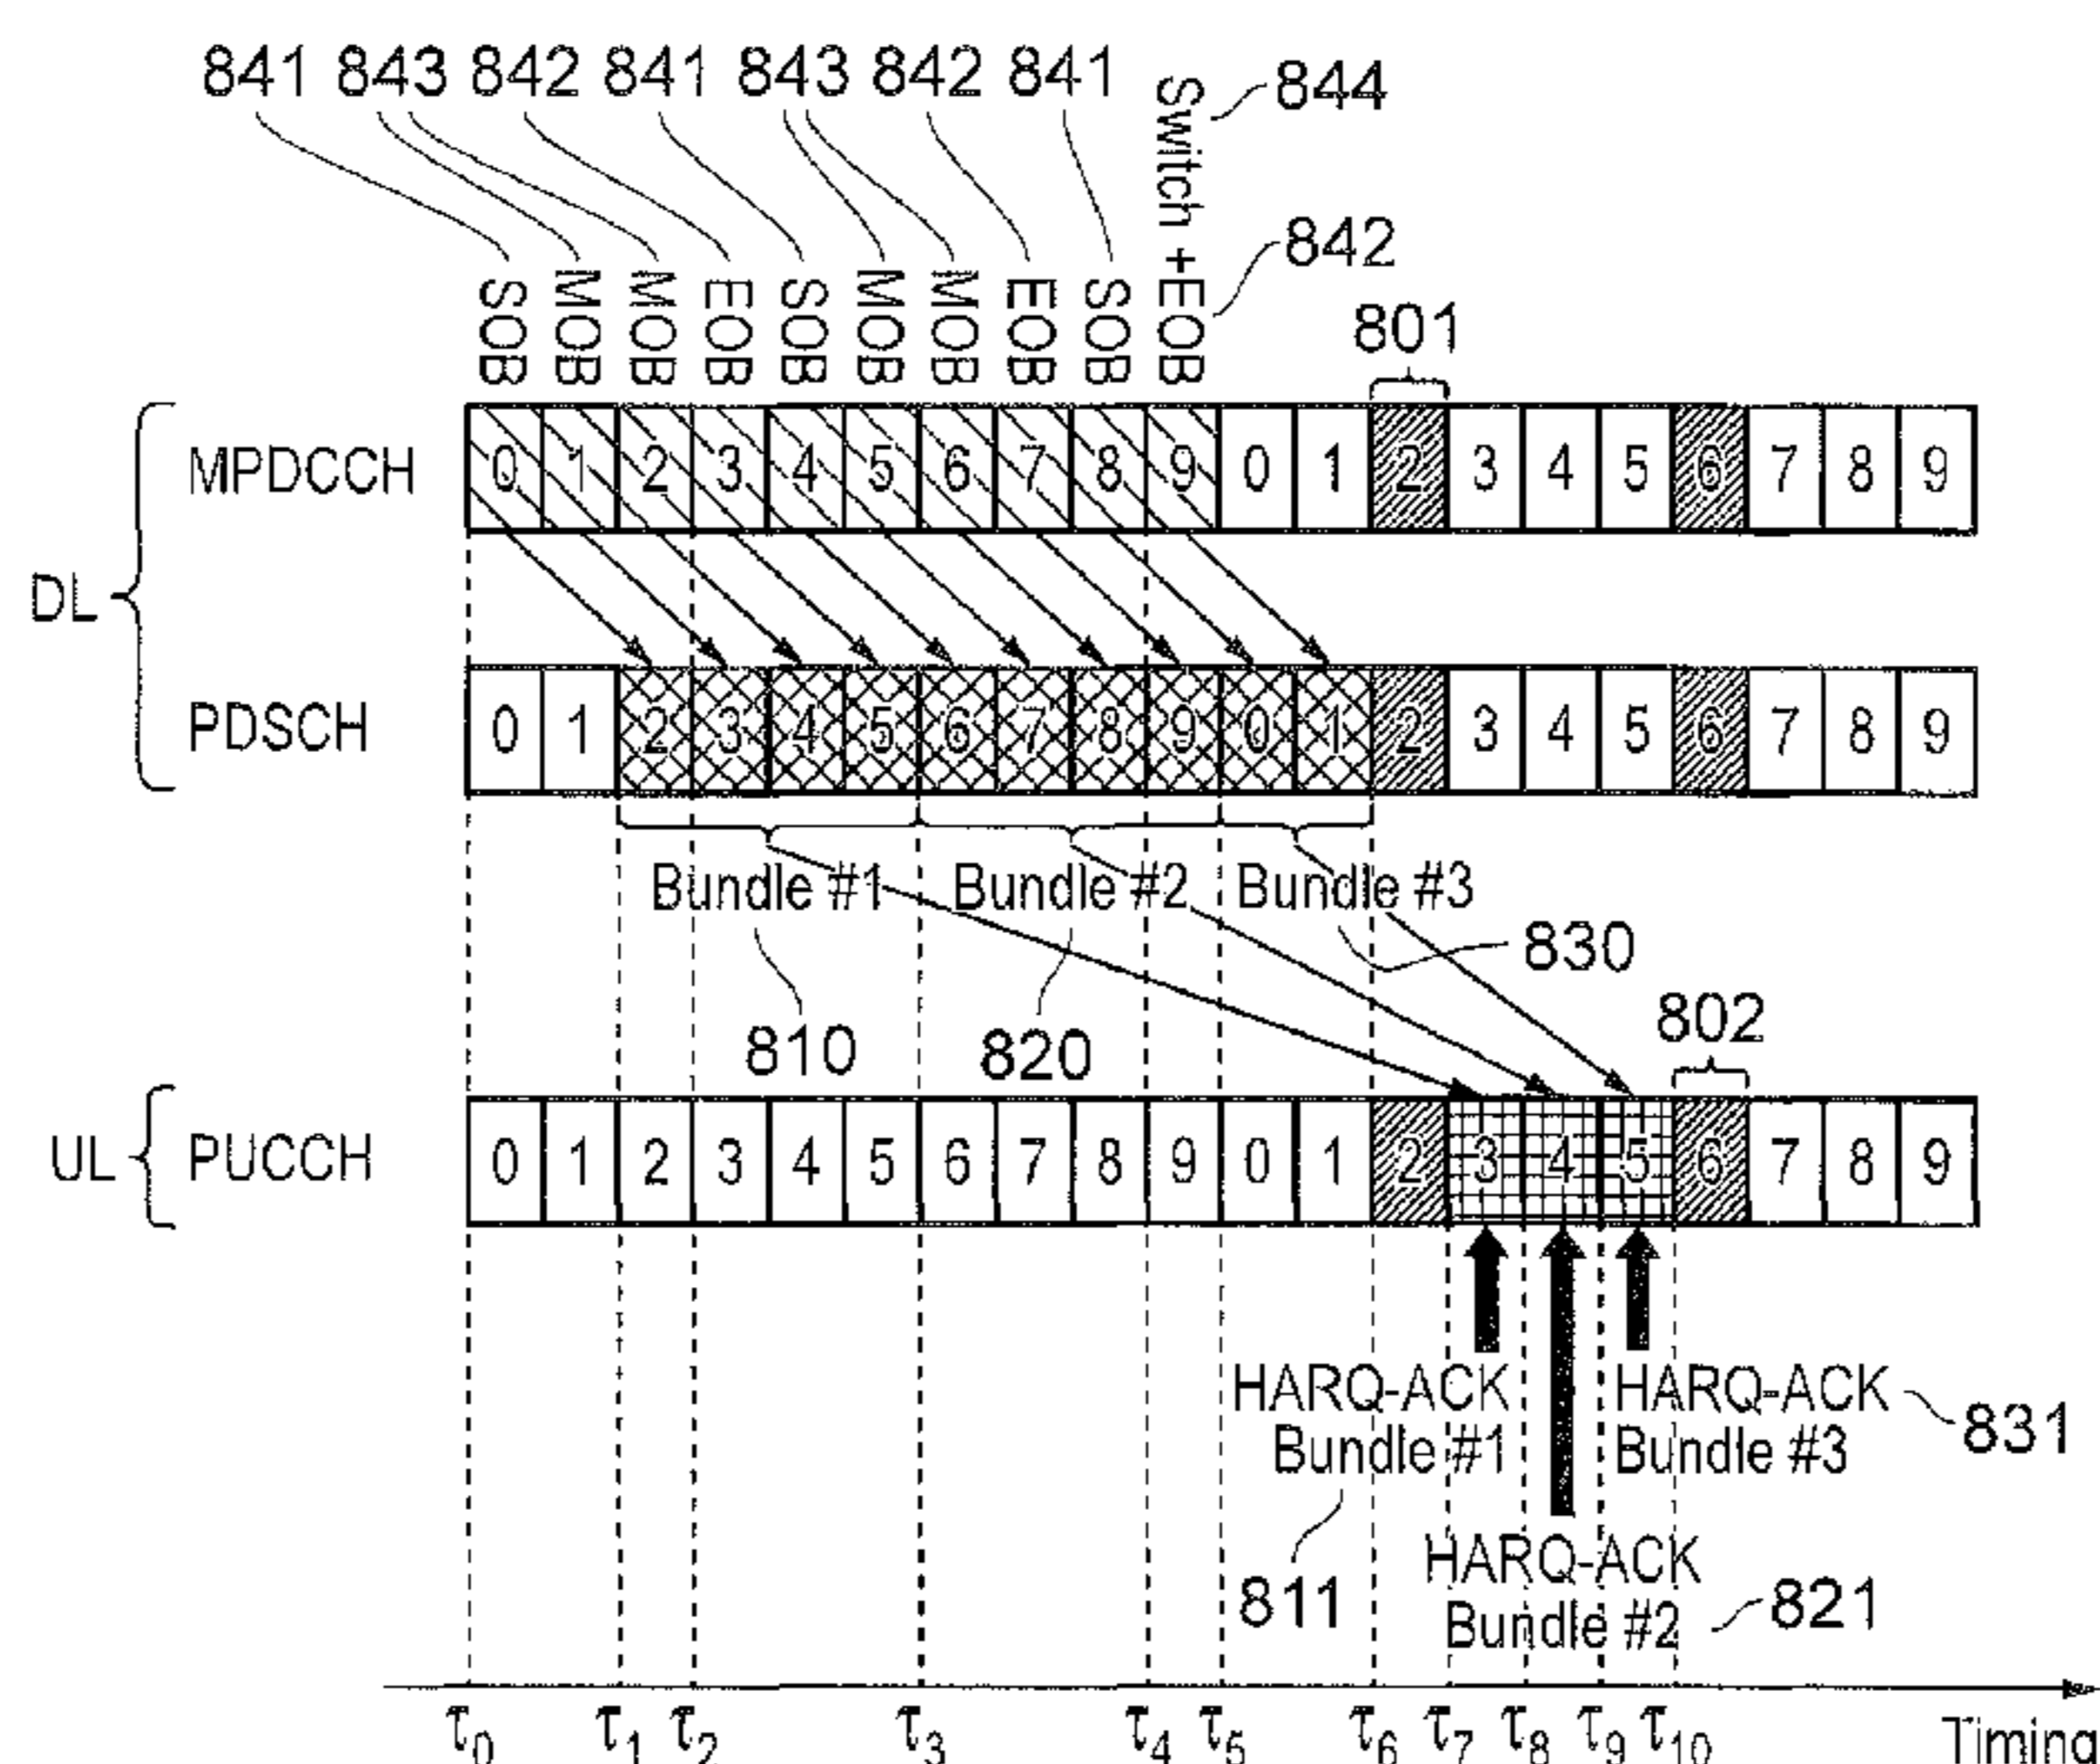 841 843 842 841 843 842 841
Switch +EOB
844
842
SOB MOB MOB EOB SOB MOB MOB EOB SOB
801
DL
MPDCCH 0 1 2 3 4 5 6 7 8 9 0 1 2 3 4 5 6 7 8 9
PDSCH 0 1 2 3 4 5 6 7 8 9 0 1 2 3 4 5 6 7 8 9
Bundle #1 Bundle #2 Bundle #3
810 820 830
802
UL PUCCH 0 1 2 3 4 5 6 7 8 9 0 1 2 3 4 5 6 7 8 9
HARQ-ACK
Bundle #1
811
HARQ-ACK
Bundle #3
831
HARQ-ACK
Bundle #2
821
τ0 τ1 τ2 τ3 τ4 τ5 τ6 τ7 τ8 τ9 τ10 Timing